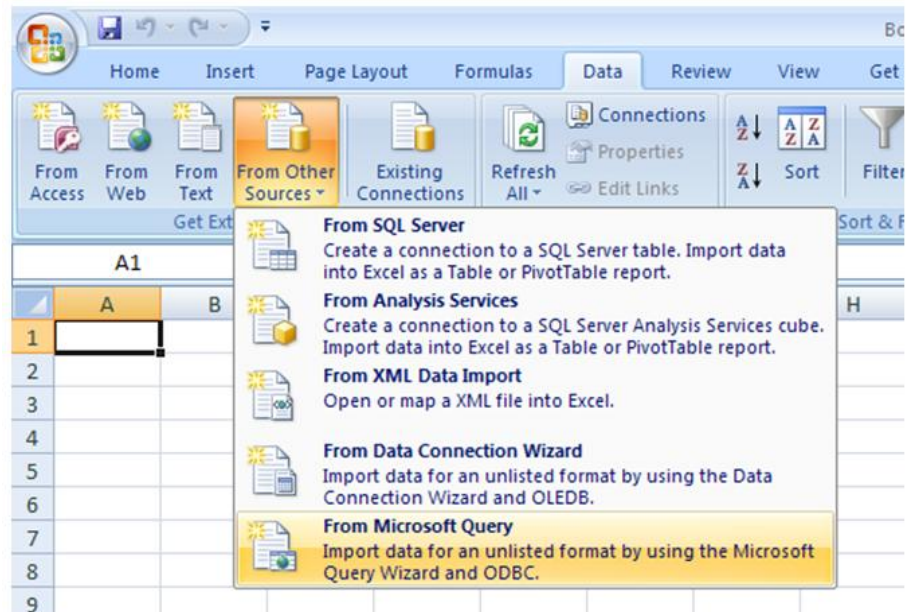 Bo
Home Insert Page Layout Formulas Data Review View Get
From Access
From Web
From Text
From Other Sources
Existing Connections
Refresh All
Connections
Properties
Edit Links
A Z
Z A
A Z
Z A
Sort
Filter
Get Ext
Sort & F
A1
A B H
1
2
3
4
5
6
7
8
9
From SQL Server
Create a connection to a SQL Server table. Import data
into Excel as a Table or PivotTable report.
From Analysis Services
Create a connection to a SQL Server Analysis Services cube.
Import data into Excel as a Table or PivotTable report.
From XML Data Import
Open or map a XML file into Excel.
From Data Connection Wizard
Import data for an unlisted format by using the Data
Connection Wizard and OLEDB.
From Microsoft Query
Import data for an unlisted format by using the Microsoft
Query Wizard and ODBC.